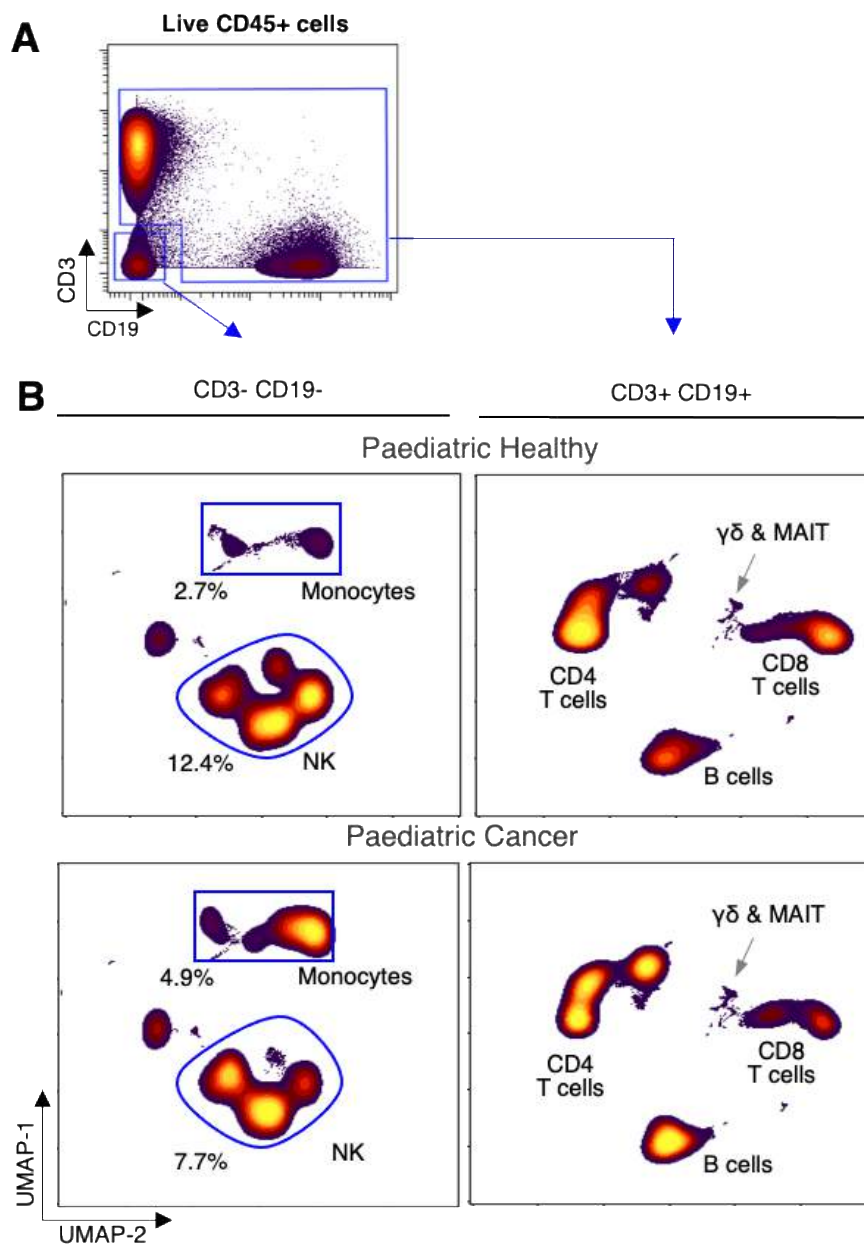 A
Live CD45+ cells
CD3
CD19
B
CD3- CD19-
CD3+ CD19+
Paediatric Healthy
2.7%
Monocytes
12.4%
NK
γδ & MAIT
CD4
T cells
CD8
T cells
B cells
Paediatric Cancer
4.9%
Monocytes
7.7%
NK
γδ & MAIT
CD4
T cells
CD8
T cells
B cells
UMAP-1
UMAP-2